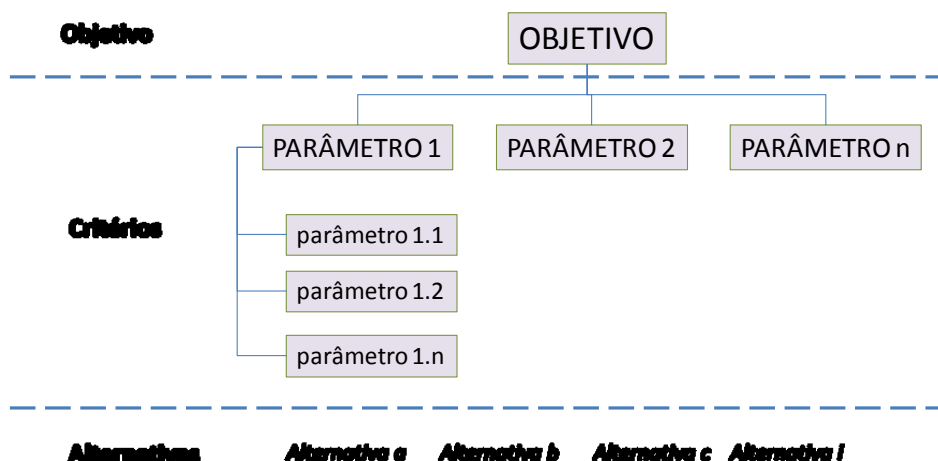 Objetivo OBJETIVO
PARÂMETRO 1 PARÂMETRO 2 PARÂMETRO n
Critérios
parâmetro 1.1
parâmetro 1.2
parâmetro 1.n
Alternativas Alternativa a Alternativa b Alternativa c Alternativa i